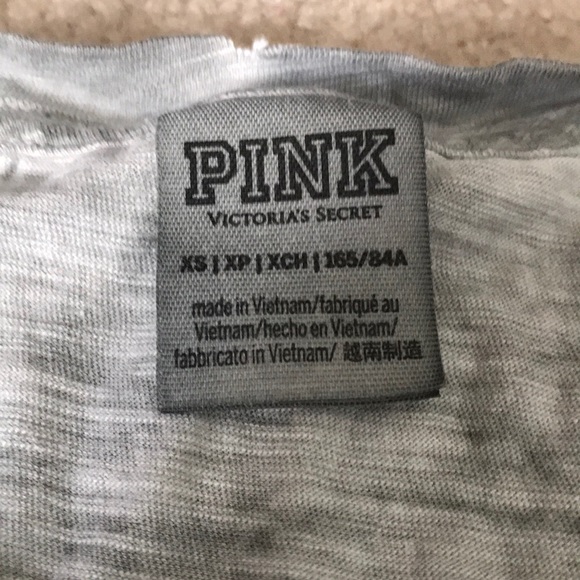 PINK
VICTORIA'S SECRET
XS | XP | XCH | 165/84A
made in Vietnam/fabriqué au
Vietnam/hecho en Vietnam/
fabbricato in Vietnam/ 越南制造